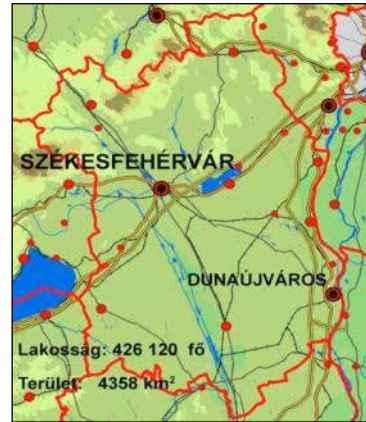 SZÉKESFEHÉRVÁR
DUNAÚJVÁROS
Lakosság: 426 120 fő
Terület: 4358 km²